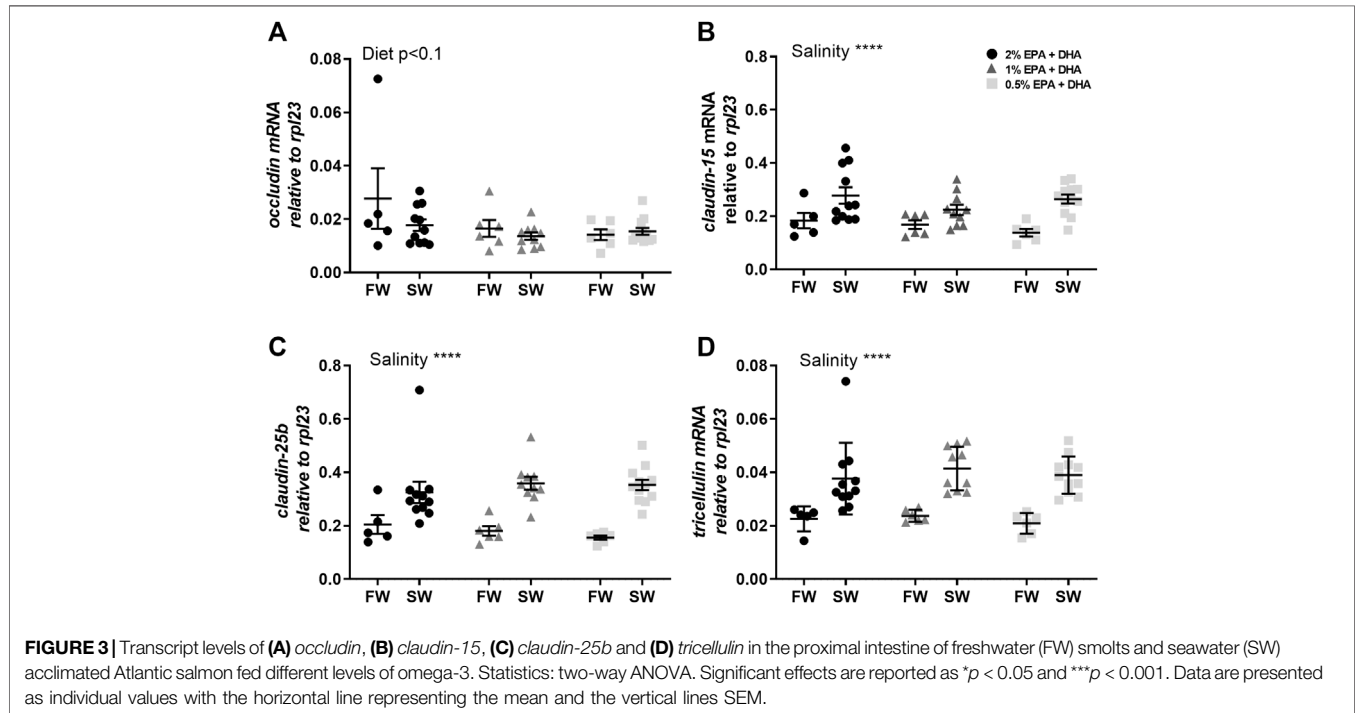 A
Diet p<0.1
occludin mRNA
relative to rpl23
0.08
0.06
0.04
0.02
0.00
FW SW FW SW FW SW
B
Salinity ****
● 2% EPA + DHA
▲ 1% EPA + DHA
■ 0.5% EPA + DHA
claudin-15 mRNA
relative to rpl23
0.8
0.6
0.4
0.2
0.0
FW SW FW SW FW SW
C
Salinity ****
claudin-25b
relative to rpl23
0.8
0.6
0.4
0.2
0.0
FW SW FW SW FW SW
D
Salinity ****
tricellulin mRNA
relative to rpl23
0.08
0.06
0.04
0.02
0.00
FW SW FW SW FW SW
FIGURE 3 | Transcript levels of (A) occludin, (B) claudin-15, (C) claudin-25b and (D) tricellulin in the proximal intestine of freshwater (FW) smolts and seawater (SW)
acclimated Atlantic salmon fed different levels of omega-3. Statistics: two-way ANOVA. Significant effects are reported as *p < 0.05 and ***p < 0.001. Data are presented
as individual values with the horizontal line representing the mean and the vertical lines SEM.